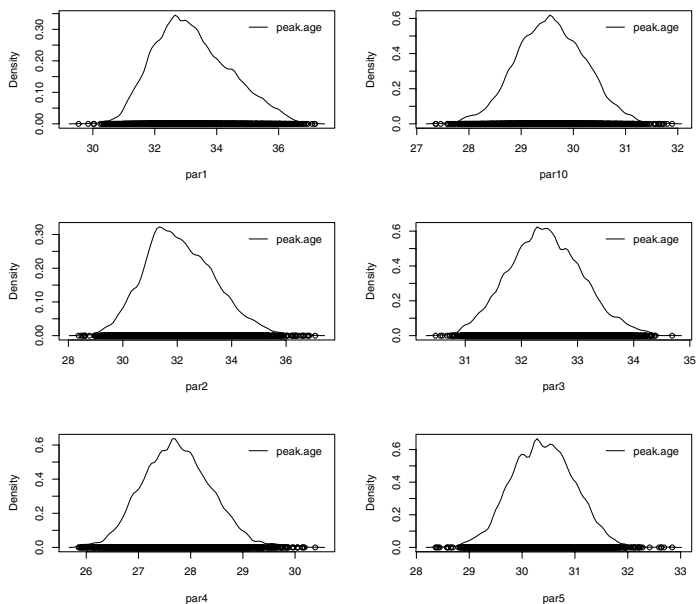 peak.age
Density
0.00 0.10 0.20 0.30
30 32 34 36
par1
peak.age
Density
0.0 0.2 0.4 0.6
27 28 29 30 31 32
par10
peak.age
Density
0.00 0.10 0.20 0.30
28 30 32 34 36
par2
peak.age
Density
0.0 0.2 0.4 0.6
31 32 33 34 35
par3
peak.age
Density
0.0 0.2 0.4 0.6
26 27 28 29 30
par4
peak.age
Density
0.0 0.2 0.4 0.6
28 29 30 31 32 33
par5